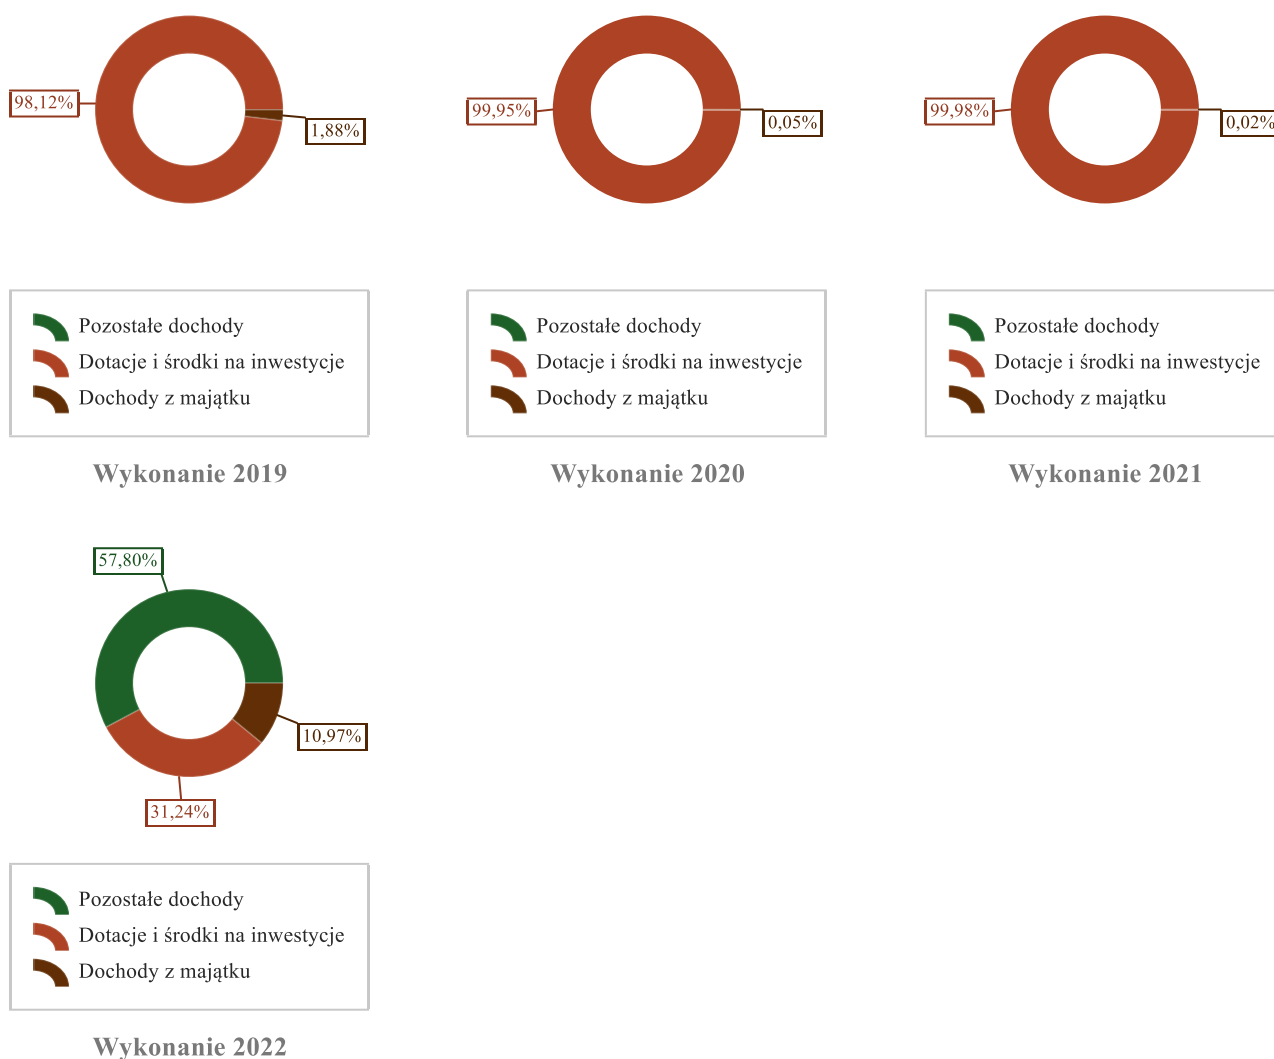 98,12%
1,88%
Pozostałe dochody
Dotacje i środki na inwestycje
Dochody z majątku
Wykonanie 2019
99,95%
0,05%
Pozostałe dochody
Dotacje i środki na inwestycje
Dochody z majątku
Wykonanie 2020
99,98%
0,02%
Pozostałe dochody
Dotacje i środki na inwestycje
Dochody z majątku
Wykonanie 2021
57,80%
10,97%
31,24%
Pozostałe dochody
Dotacje i środki na inwestycje
Dochody z majątku
Wykonanie 2022